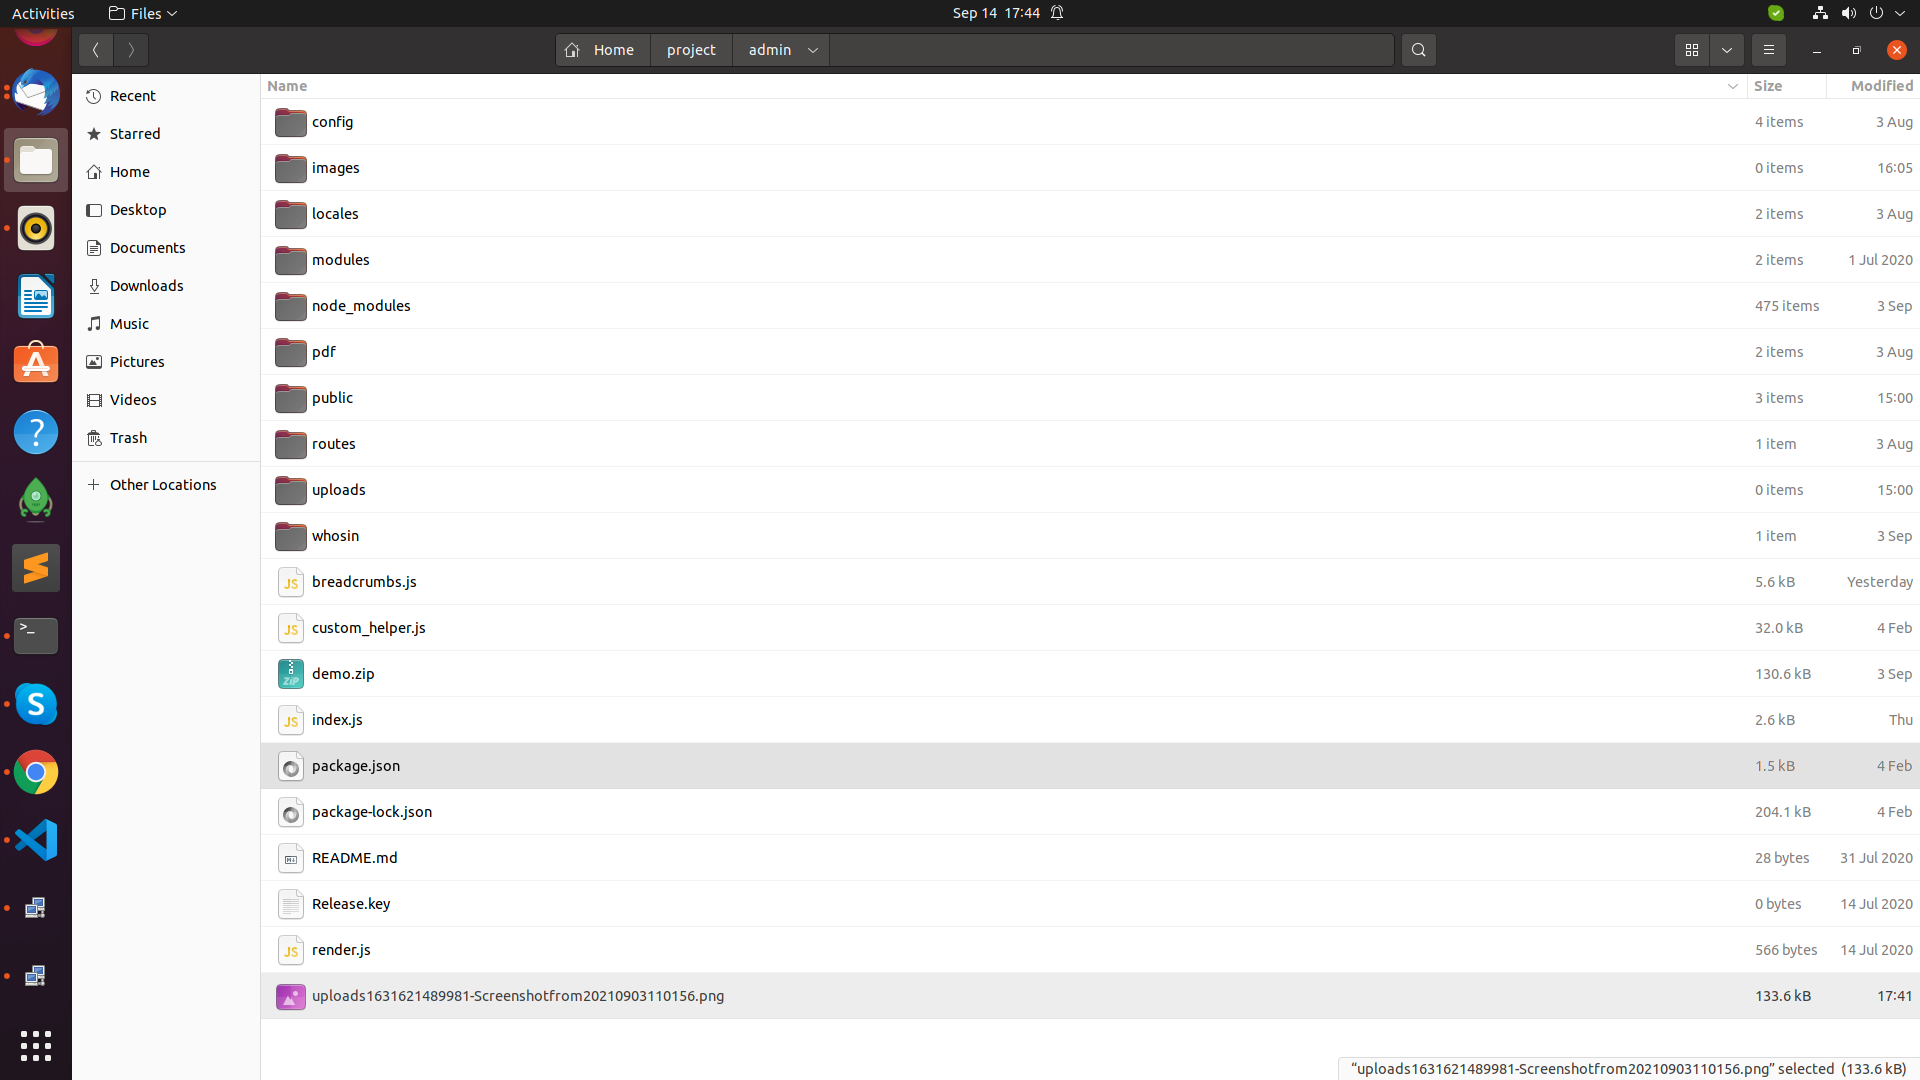 Activities Files Sep 14 17:44
Home project admin
Name Size Modified
Recent
Starred
Home
Desktop
Documents
Downloads
Music
Pictures
Videos
Trash
Other Locations
config 4 items 3 Aug
images 0 items 16:05
locales 2 items 3 Aug
modules 2 items 1 Jul 2020
node_modules 475 items 3 Sep
pdf 2 items 3 Aug
public 3 items 15:00
routes 1 item 3 Aug
uploads 0 items 15:00
whosin 1 item 3 Sep
JS breadcrumbs.js 5.6 kB Yesterday
JS custom_helper.js 32.0 kB 4 Feb
ZIP demo.zip 130.6 kB 3 Sep
JS index.js 2.6 kB Thu
package.json 1.5 kB 4 Feb
package-lock.json 204.1 kB 4 Feb
README.md 28 bytes 31 Jul 2020
Release.key 0 bytes 14 Jul 2020
JS render.js 566 bytes 14 Jul 2020
uploads1631621489981-Screenshotfrom20210903110156.png 133.6 kB 17:41
“uploads1631621489981-Screenshotfrom20210903110156.png” selected (133.6 kB)